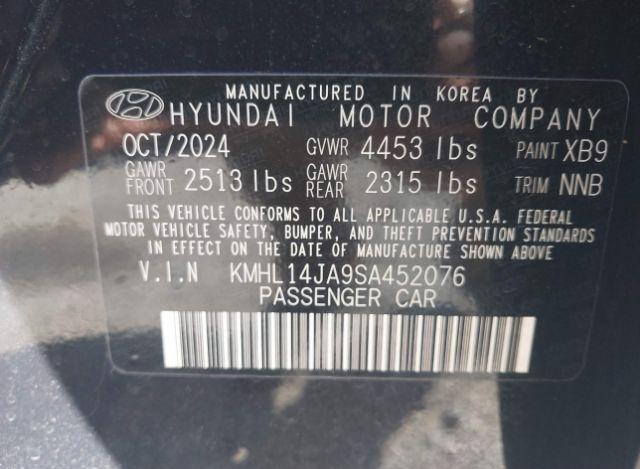 MANUFACTURED IN KOREA BY
HYUNDAI MOTOR COMPANY
OCT/2024 GVWR 4453 lbs PAINT XB9
GAWR FRONT 2513 lbs GAWR REAR 2315 lbs TRIM NNB
THIS VEHICLE CONFORMS TO ALL APPLICABLE U.S.A. FEDERAL
MOTOR VEHICLE SAFETY, BUMPER, AND THEFT PREVENTION STANDARDS
IN EFFECT ON THE DATE OF MANUFACTURE SHOWN ABOVE
V.I.N KMHL14JA9SA452076
PASSENGER CAR